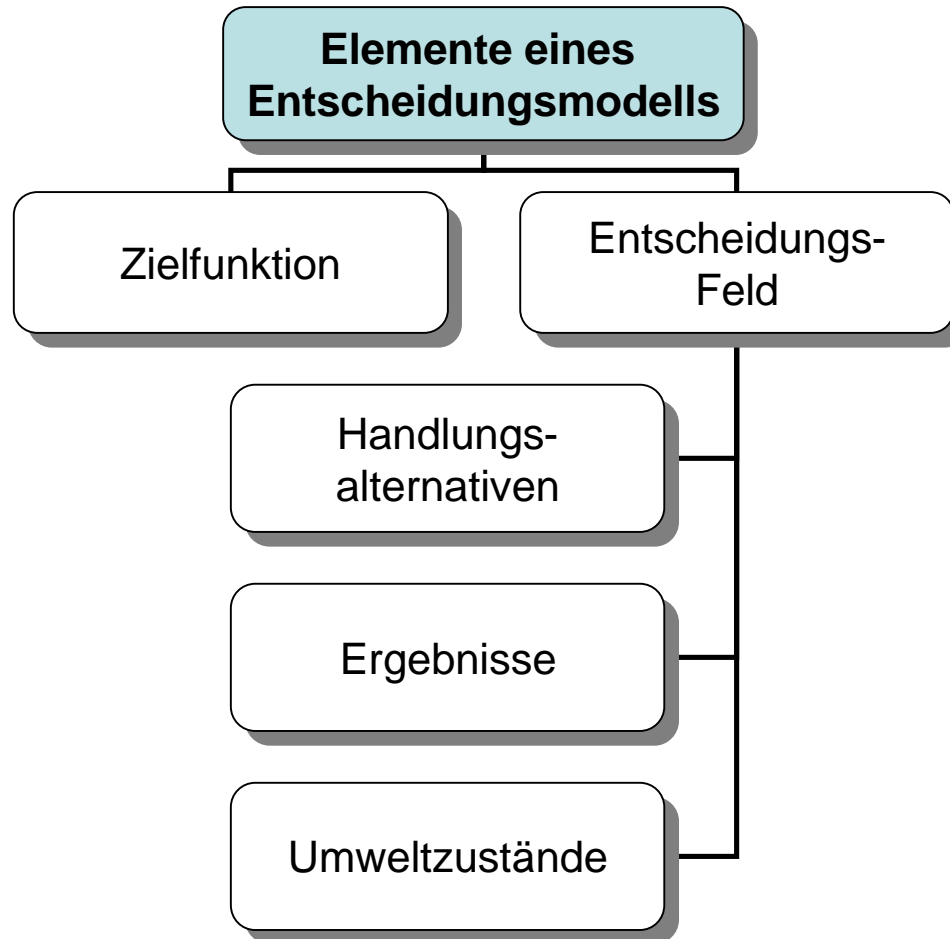 Elemente eines
Entscheidungsmodells
Zielfunktion
Entscheidungs-
Feld
Handlungs-
alternativen
Ergebnisse
Umweltzustände